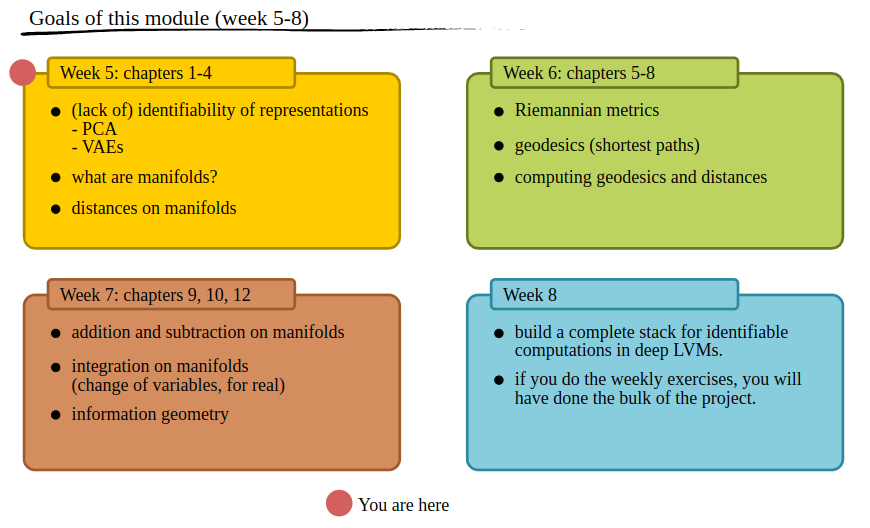 Goals of this module (week 5-8)
Week 5: chapters 1-4
● (lack of) identifiability of representations
- PCA
- VAEs
● what are manifolds?
● distances on manifolds
Week 6: chapters 5-8
● Riemannian metrics
● geodesics (shortest paths)
● computing geodesics and distances
Week 7: chapters 9, 10, 12
● addition and subtraction on manifolds
● integration on manifolds
(change of variables, for real)
● information geometry
Week 8
● build a complete stack for identifiable
computations in deep LVMs.
● if you do the weekly exercises, you will
have done the bulk of the project.
You are here